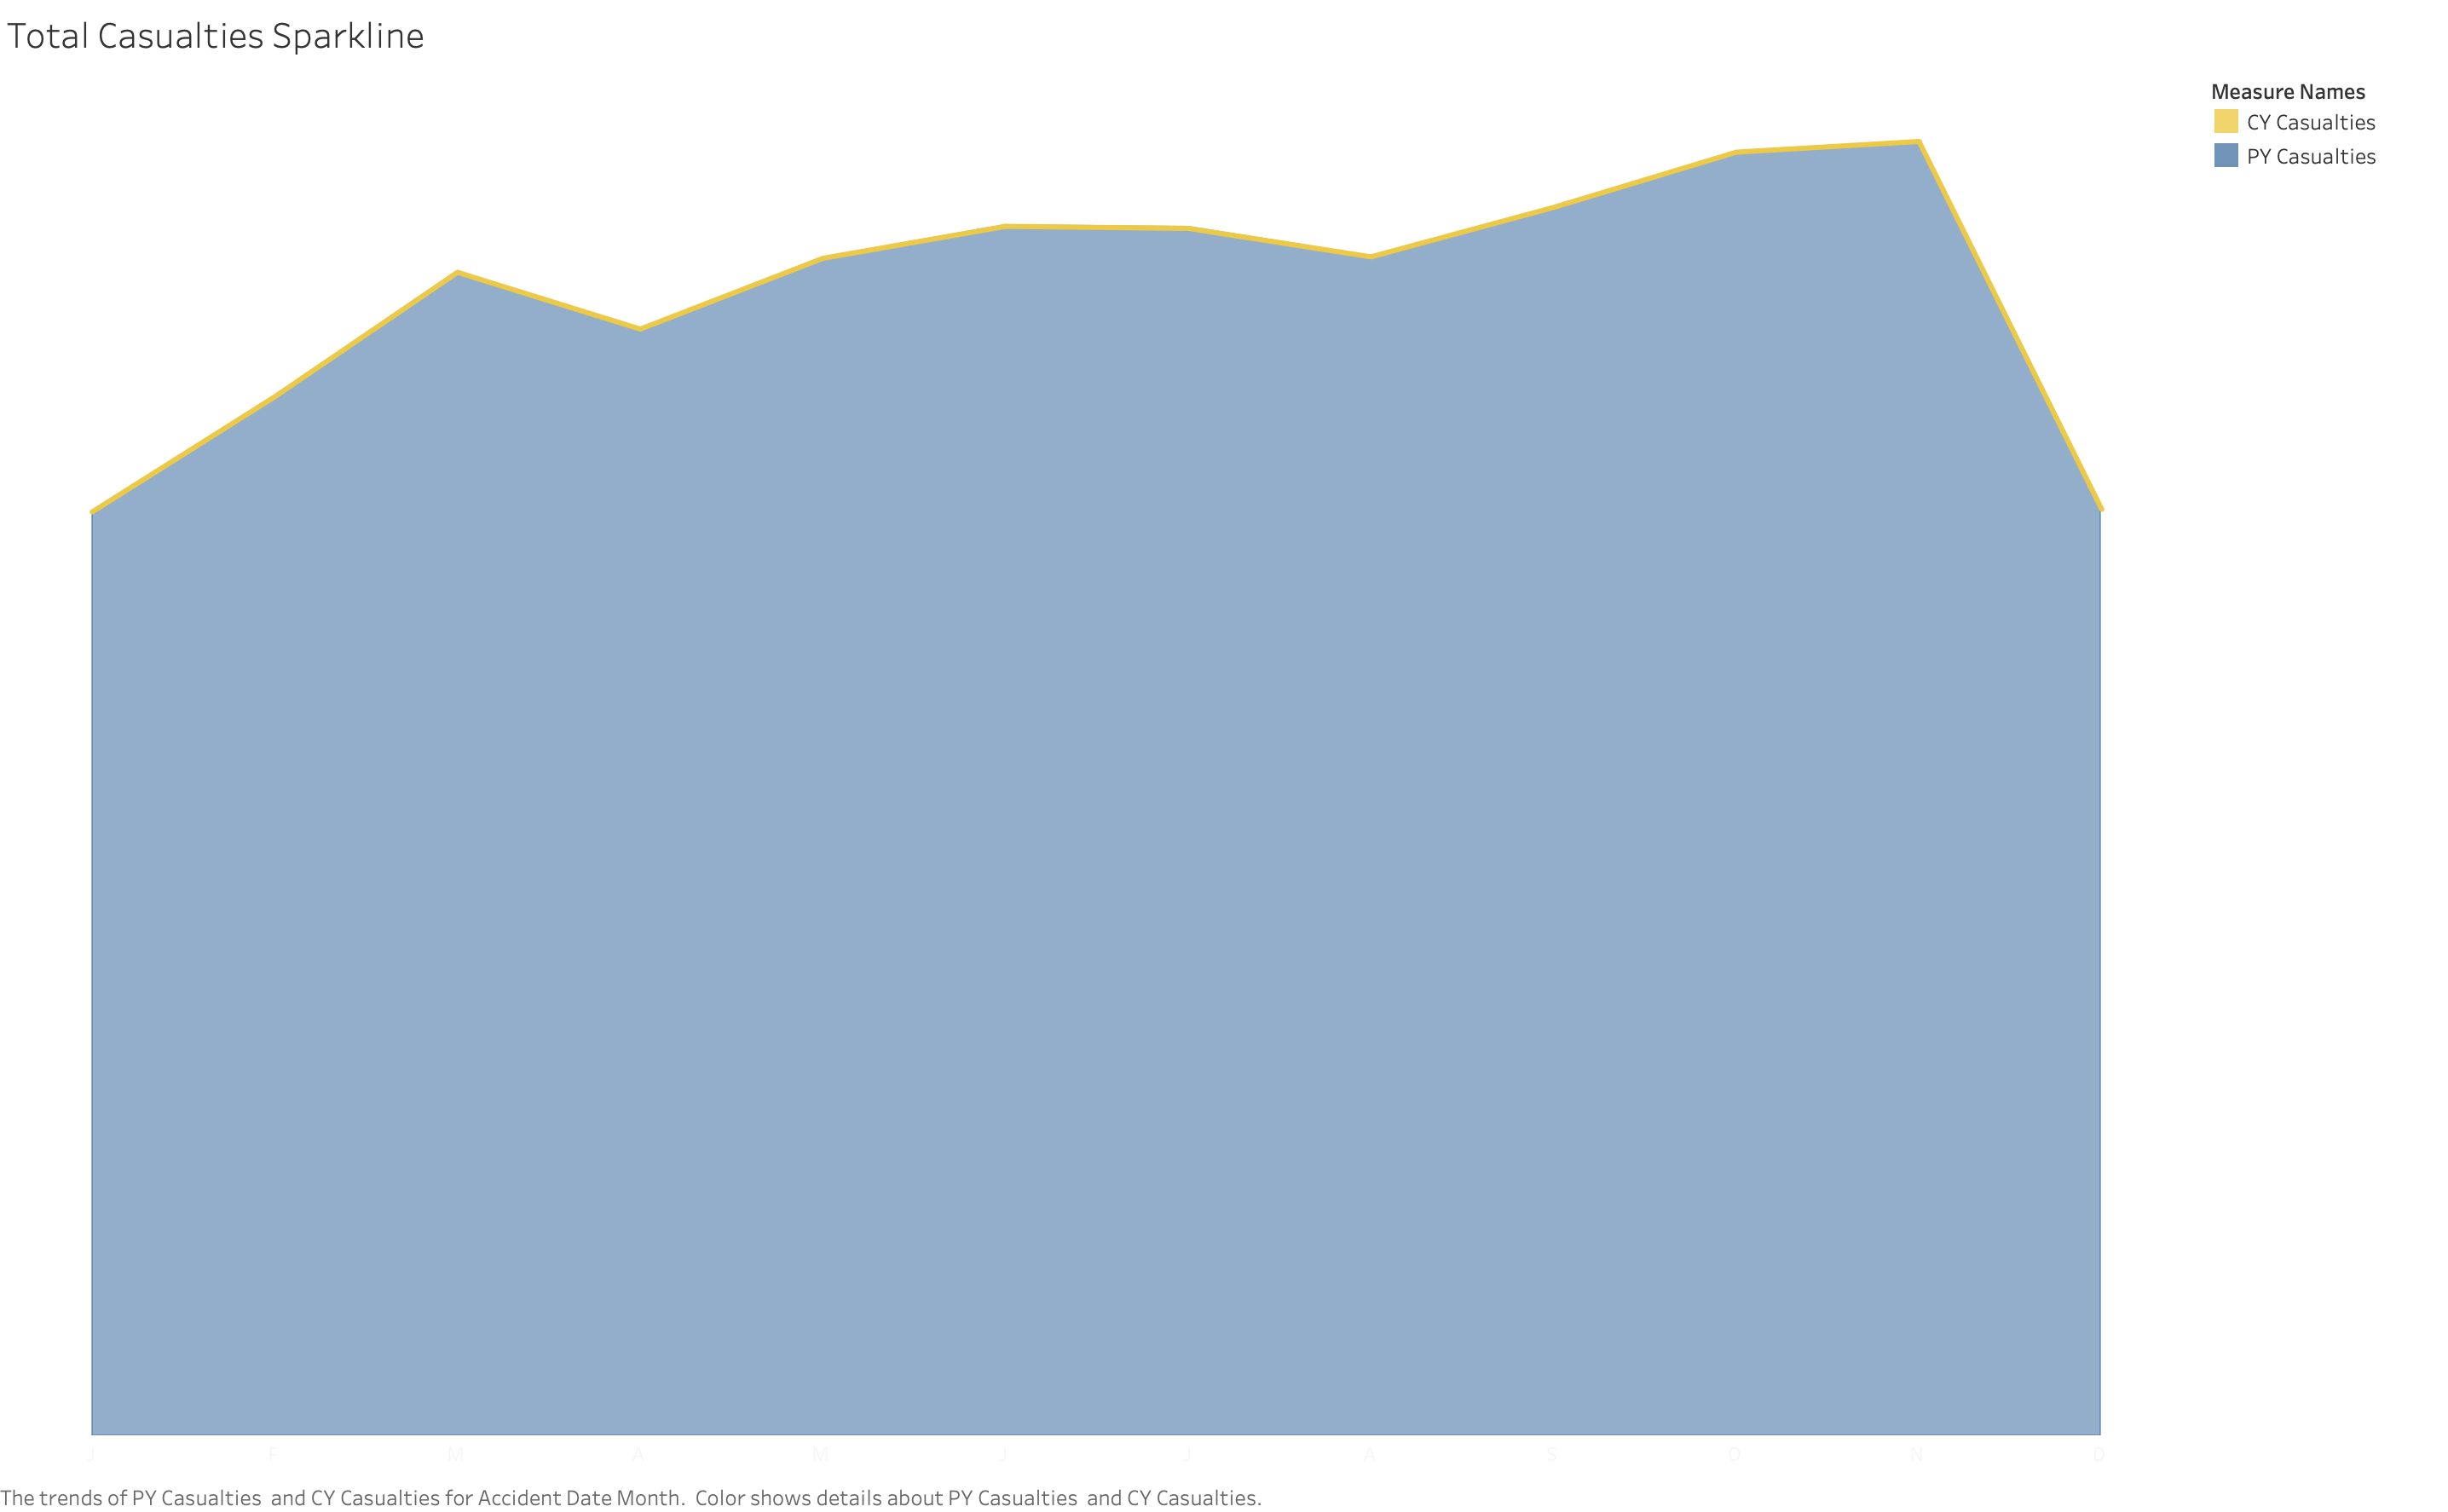 Total Casualties Sparkline
Measure Names
CY Casualties
PY Casualties
J F M A M J J A S O N D
The trends of PY Casualties and CY Casualties for Accident Date Month. Color shows details about PY Casualties and CY Casualties.